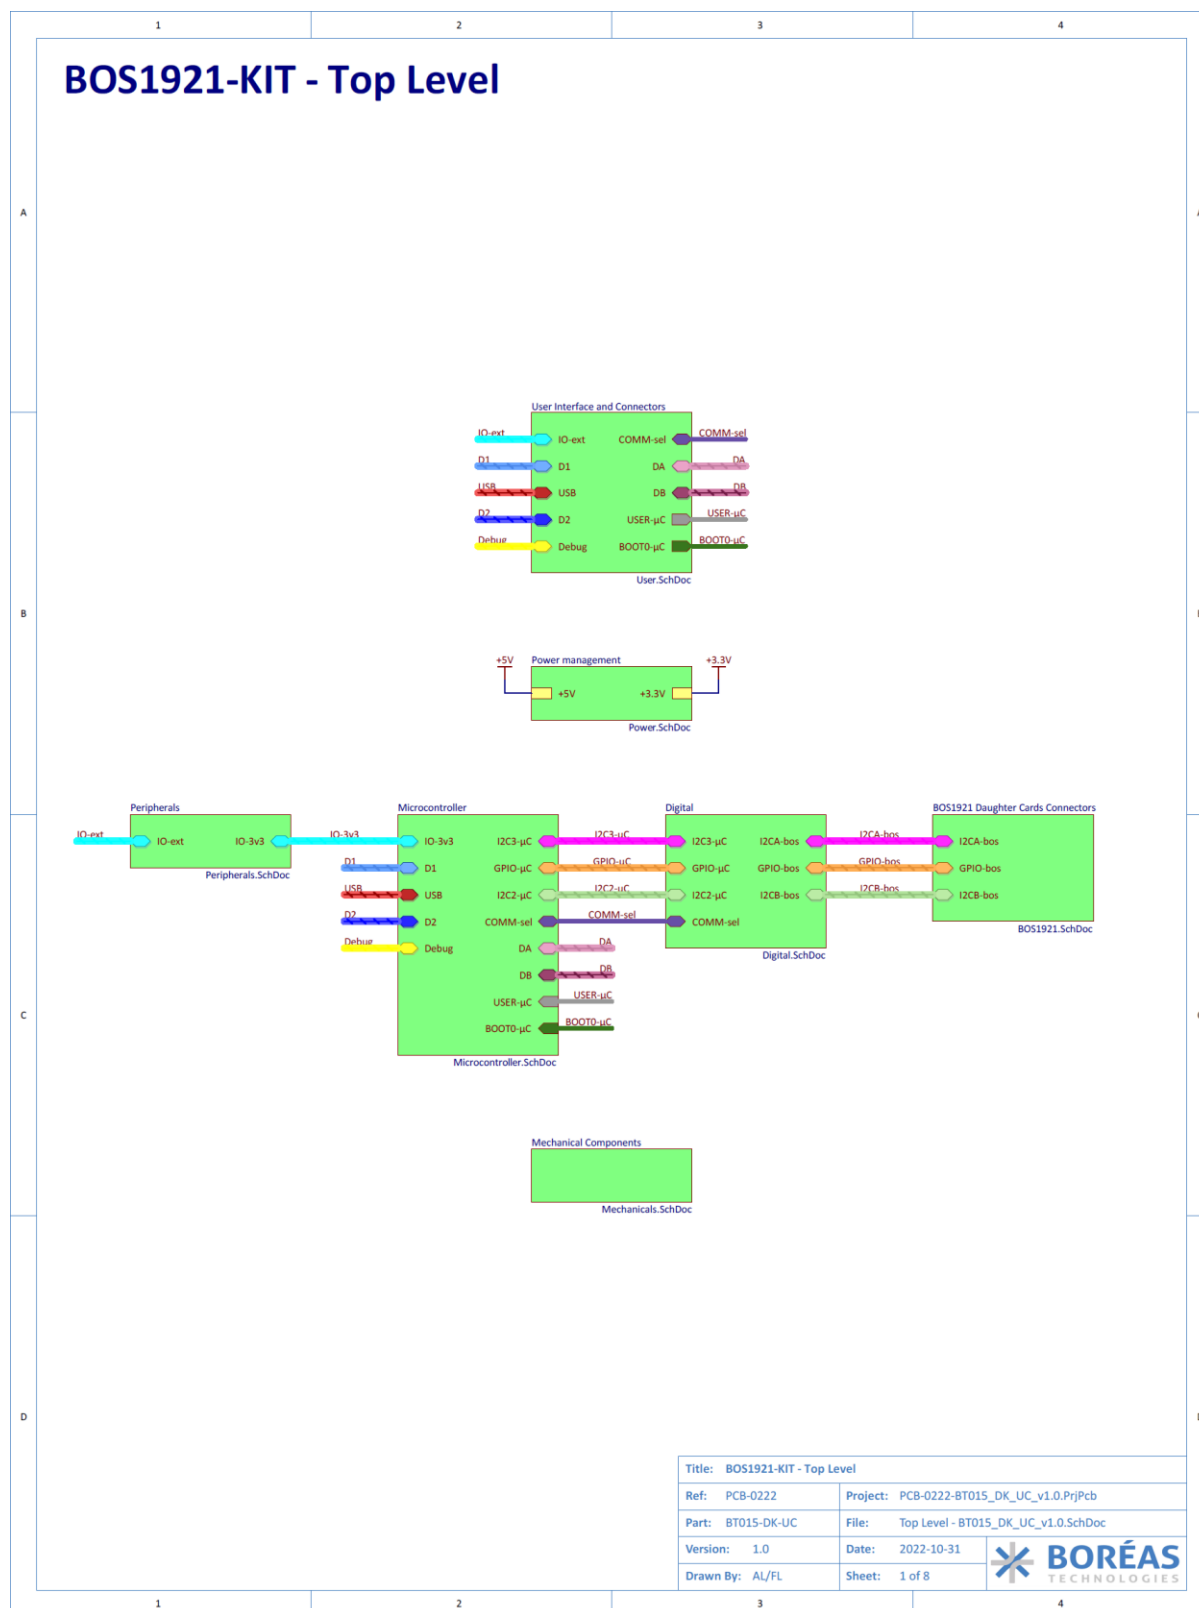 1 2 3 4
BOS1921-KIT - Top Level
A
User Interface and Connectors
IO-ext IO-ext COMM-sel COMM-sel
D1 D1 DA DA
USB USB DB DB
D2 D2 USER-µC USER-µC
Debug Debug BOOT0-µC BOOT0-µC
User.SchDoc
B
+5V Power management +3.3V
+5V +3.3V
Power.SchDoc
Peripherals Microcontroller Digital BOS1921 Daughter Cards Connectors
IO-ext IO-ext IO-3v3 IO-3v3 IO-3v3 I2C3-µC I2C3-µC I2C3-µC I2CA-bos I2CA-bos I2CA-bos
D1 D1 GPIO-µC GPIO-µC GPIO-µC GPIO-bos GPIO-bos GPIO-bos
Peripherals.SchDoc
USB USB I2C2-µC I2C2-µC I2C2-µC I2CB-bos I2CB-bos I2CB-bos
D2 D2 COMM-sel COMM-sel COMM-sel
BOS1921.SchDoc
Debug Debug DA DA
Digital.SchDoc
DB DB
USER-µC USER-µC
C
BOOT0-µC BOOT0-µC
Microcontroller.SchDoc
Mechanical Components
Mechanicals.SchDoc
D
Title: BOS1921-KIT - Top Level
Ref: PCB-0222 Project: PCB-0222-BT015_DK_UC_v1.0.PrjPcb
Part: BT015-DK-UC File: Top Level - BT015_DK_UC_v1.0.SchDoc
Version: 1.0 Date: 2022-10-31
Drawn By: AL/FL Sheet: 1 of 8
BORÉAS
TECHNOLOGIES
1 2 3 4